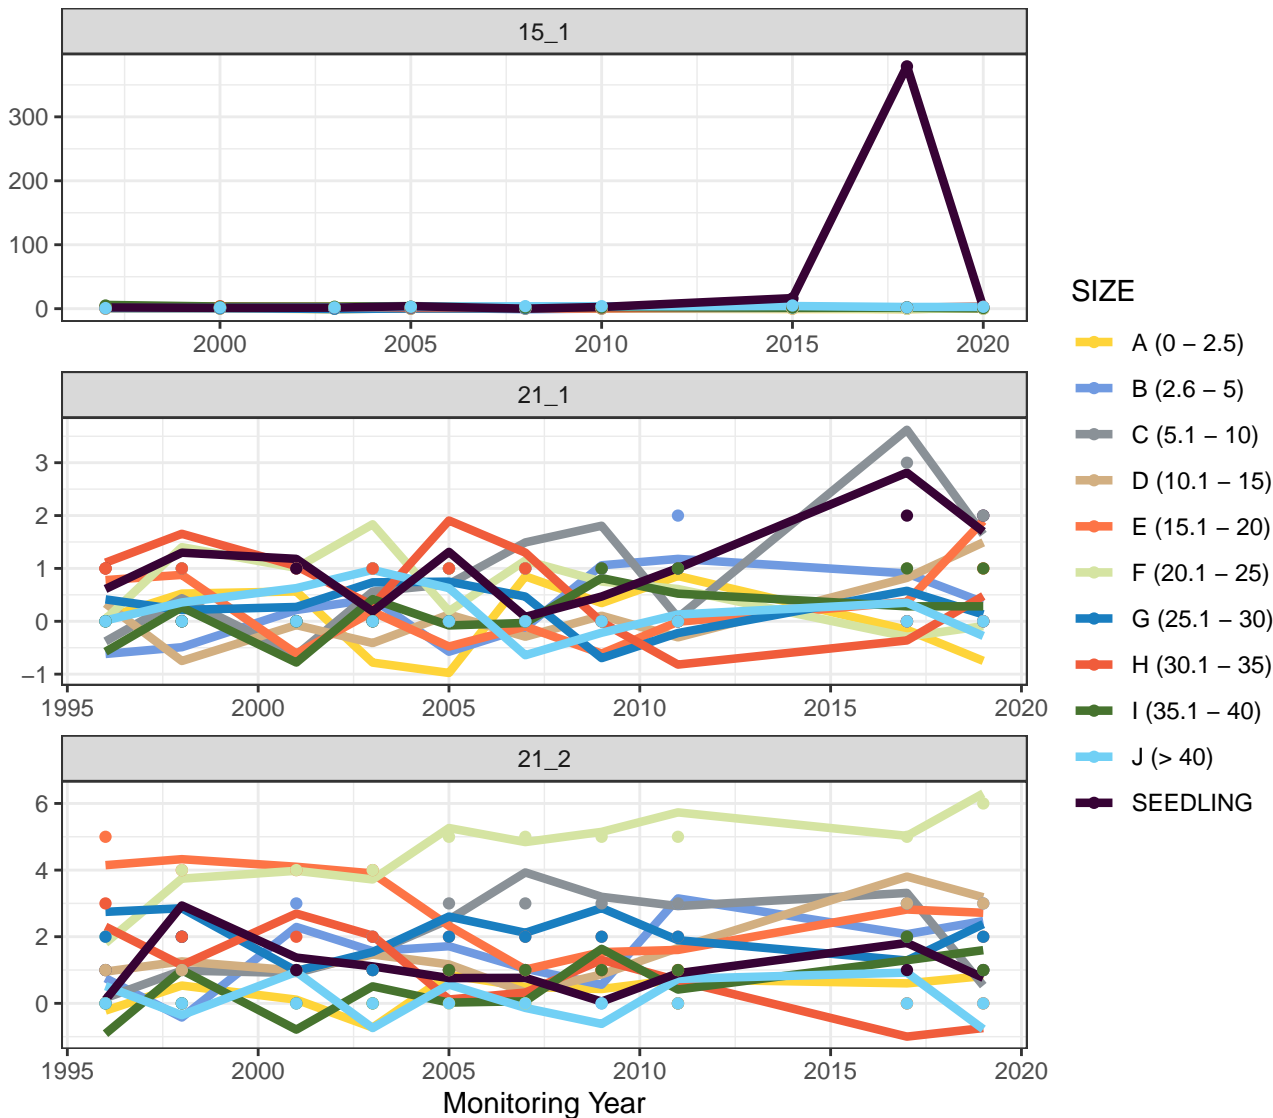 15_1
300
200
100
0
2000 2005 2010 2015 2020
21_1
3
2
1
0
−1
1995 2000 2005 2010 2015 2020
21_2
6
4
2
0
1995 2000 2005 2010 2015 2020
Monitoring Year
SIZE
A (0 − 2.5)
B (2.6 − 5)
C (5.1 − 10)
D (10.1 − 15)
E (15.1 − 20)
F (20.1 − 25)
G (25.1 − 30)
H (30.1 − 35)
I (35.1 − 40)
J (> 40)
SEEDLING